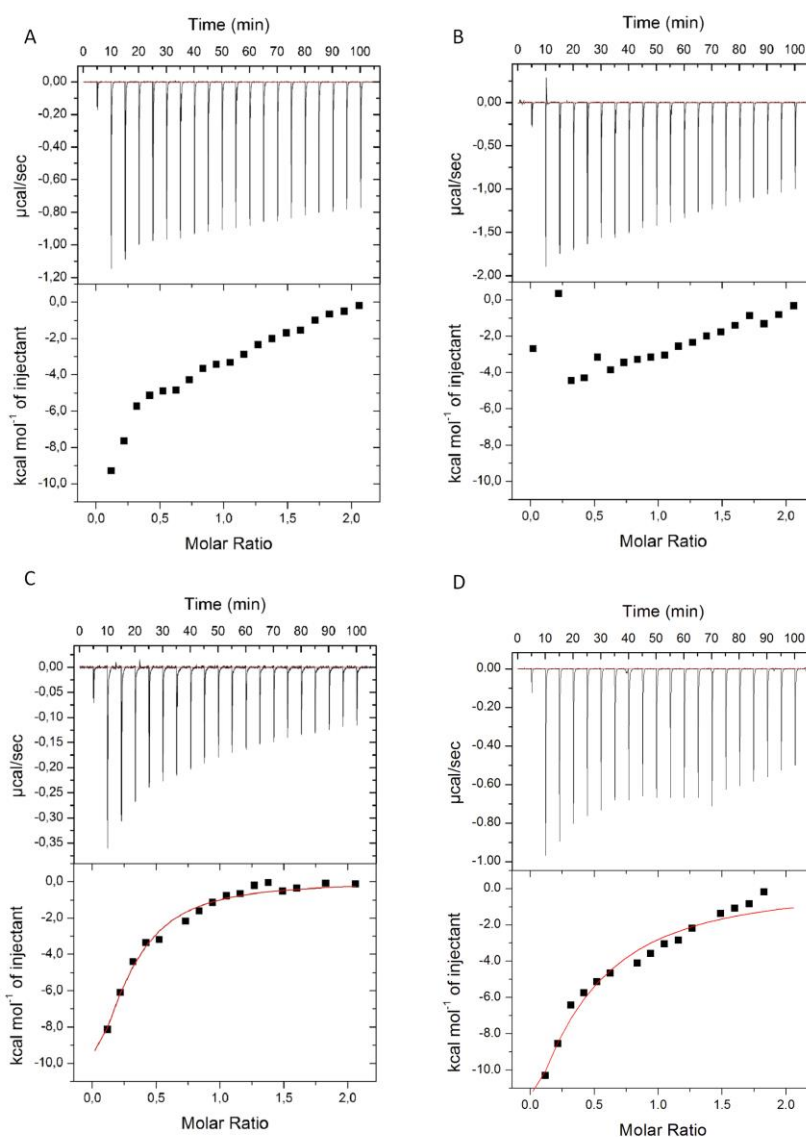 A
Time (min)
0 10 20 30 40 50 60 70 80 90 100
0,00
-0,20
-0,40
-0,60
-0,80
-1,00
-1,20
µcal/sec
0,0
-2,0
-4,0
-6,0
-8,0
-10,0
kcal mol⁻¹ of injectant
0,0 0,5 1,0 1,5 2,0
Molar Ratio
B
Time (min)
0 10 20 30 40 50 60 70 80 90 100
0,00
-0,50
-1,00
-1,50
-2,00
µcal/sec
0,0
-2,0
-4,0
-6,0
-8,0
-10,0
kcal mol⁻¹ of injectant
0,0 0,5 1,0 1,5 2,0
Molar Ratio
C
Time (min)
0 10 20 30 40 50 60 70 80 90 100
0,00
-0,05
-0,10
-0,15
-0,20
-0,25
-0,30
-0,35
µcal/sec
0,0
-2,0
-4,0
-6,0
-8,0
-10,0
kcal mol⁻¹ of injectant
0,0 0,5 1,0 1,5 2,0
Molar Ratio
D
Time (min)
0 10 20 30 40 50 60 70 80 90 100
0.00
-0.20
-0.40
-0.60
-0.80
-1.00
µcal/sec
0.0
-2.0
-4.0
-6.0
-8.0
-10.0
kcal mol⁻¹ of injectant
0.0 0.5 1.0 1.5 2.0
Molar Ratio